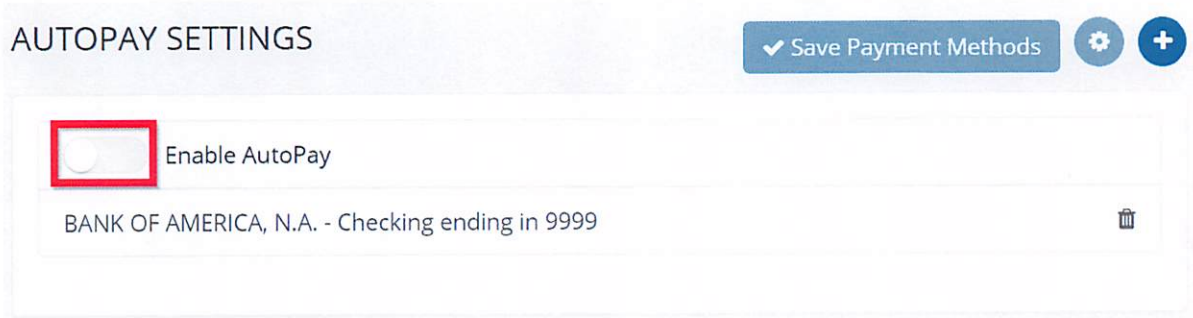 AUTOPAY SETTINGS
Save Payment Methods
Enable AutoPay
BANK OF AMERICA, N.A. - Checking ending in 9999